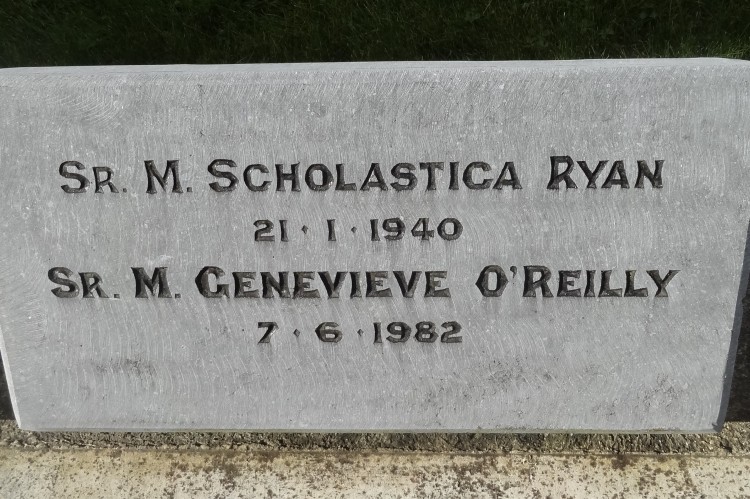 Sr. M. Scholastica Ryan
21 · 1 · 1940
Sr. M. Genevieve O'Reilly
7 · 6 · 1982